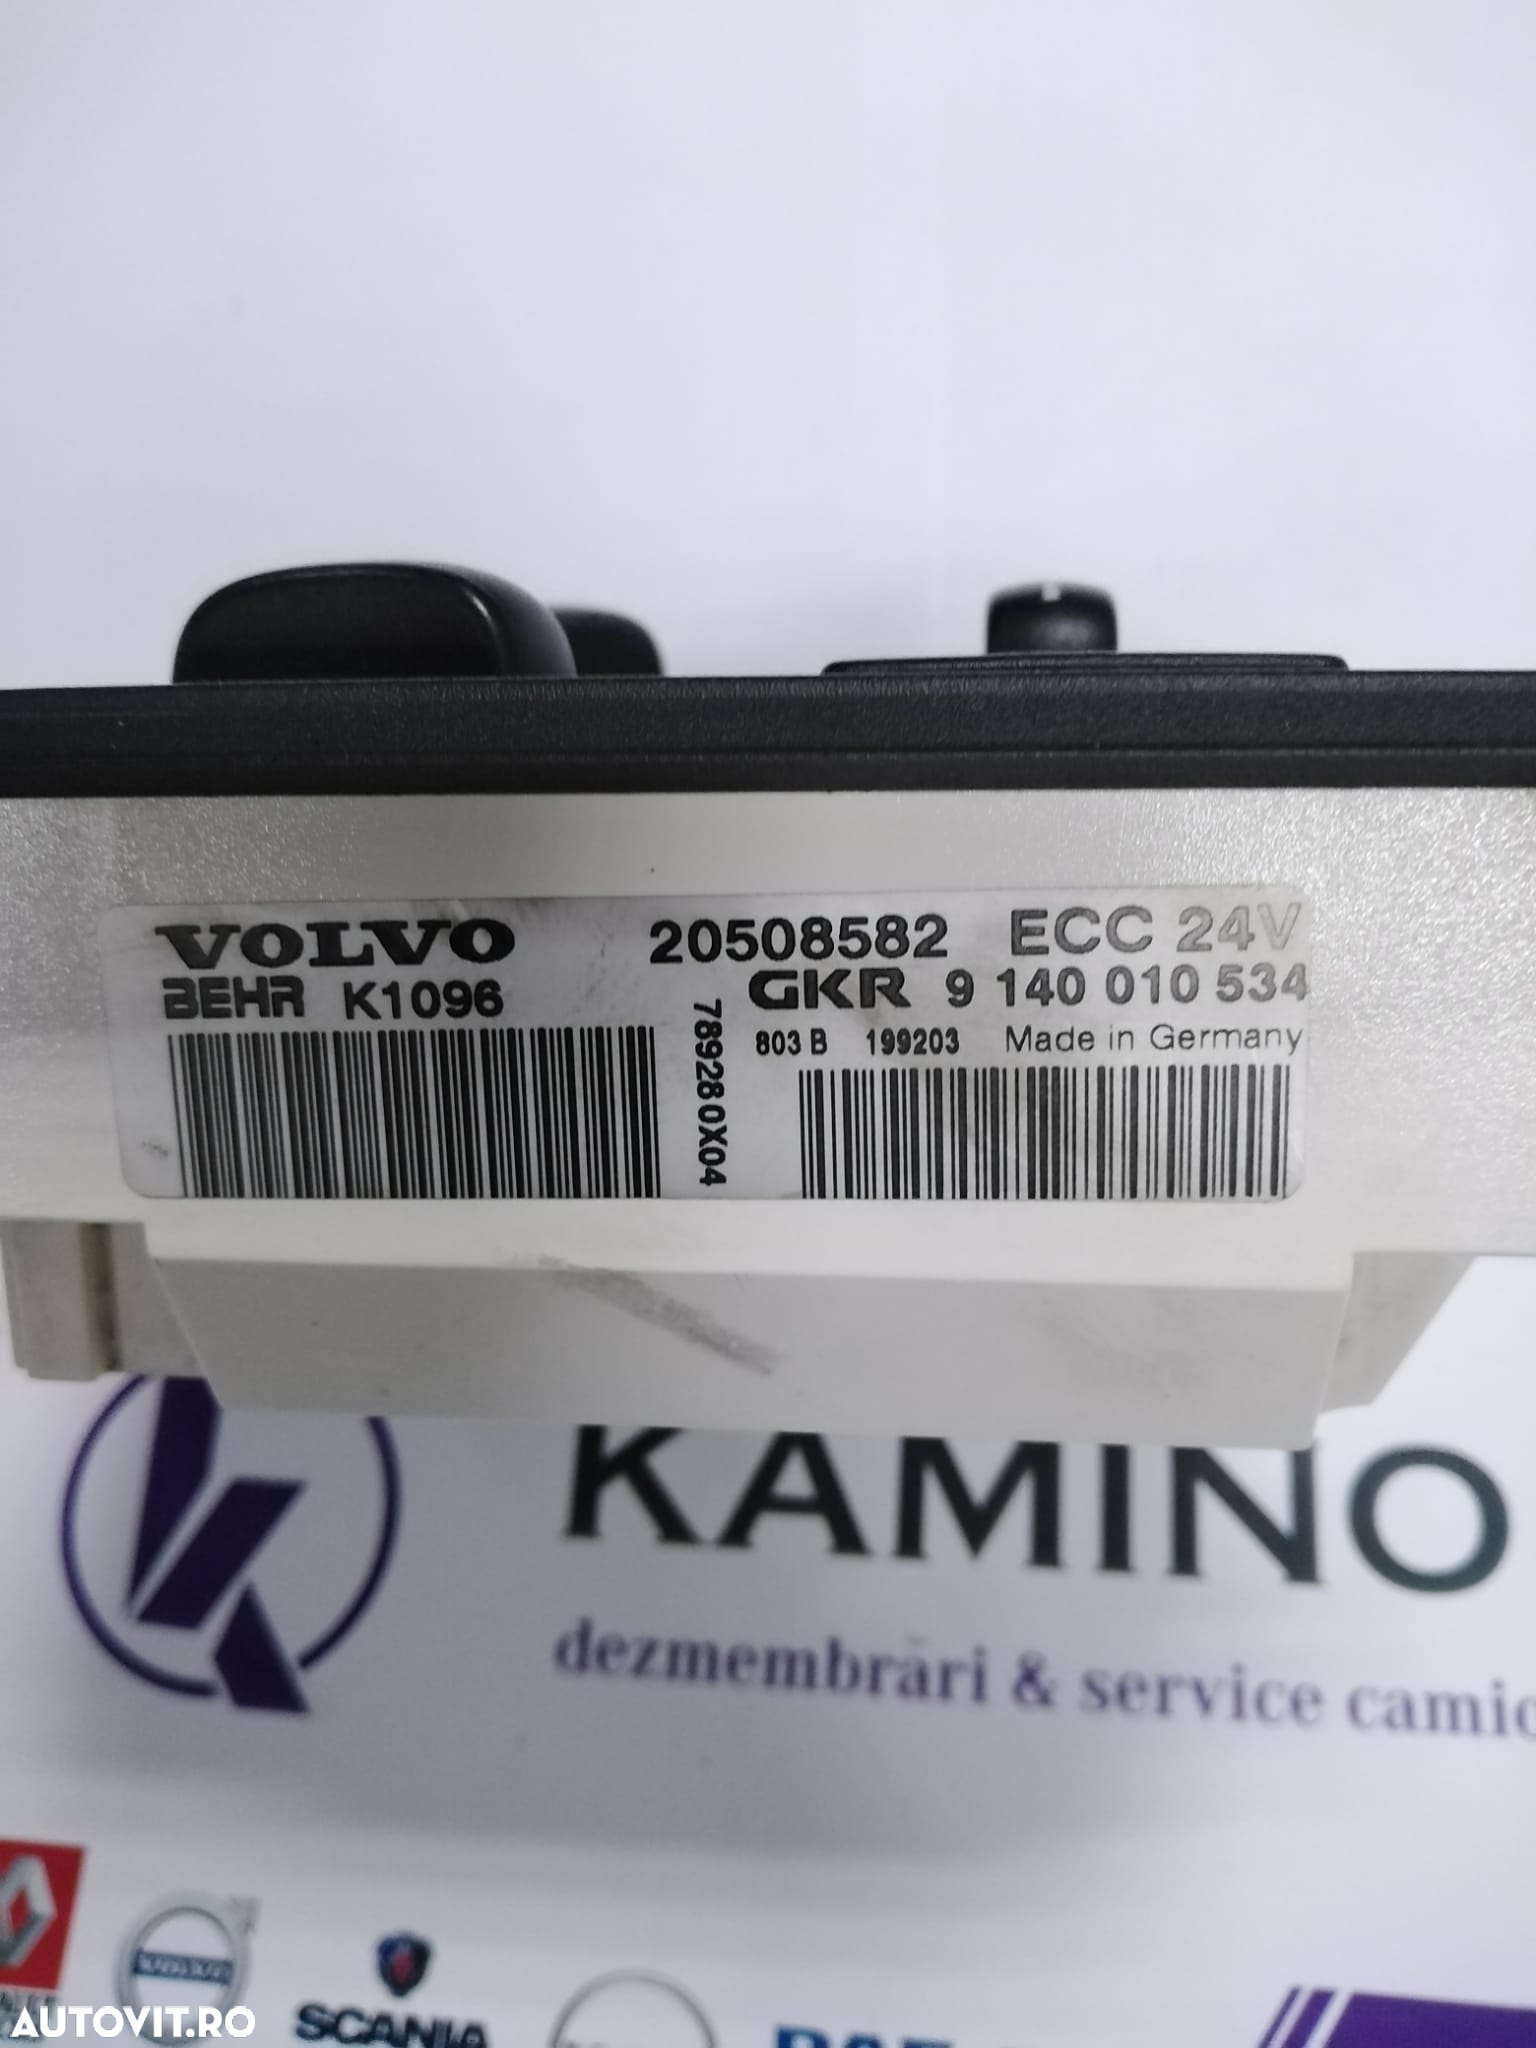 VOLVO 20508582 ECC 24V
BEHR K1096 GKR 9 140 010 534
803 B 199203 Made in Germany
789280X04
KAMINO
dezmembrări & service
VOLVO
SCANIA
AUTOVIT.RO